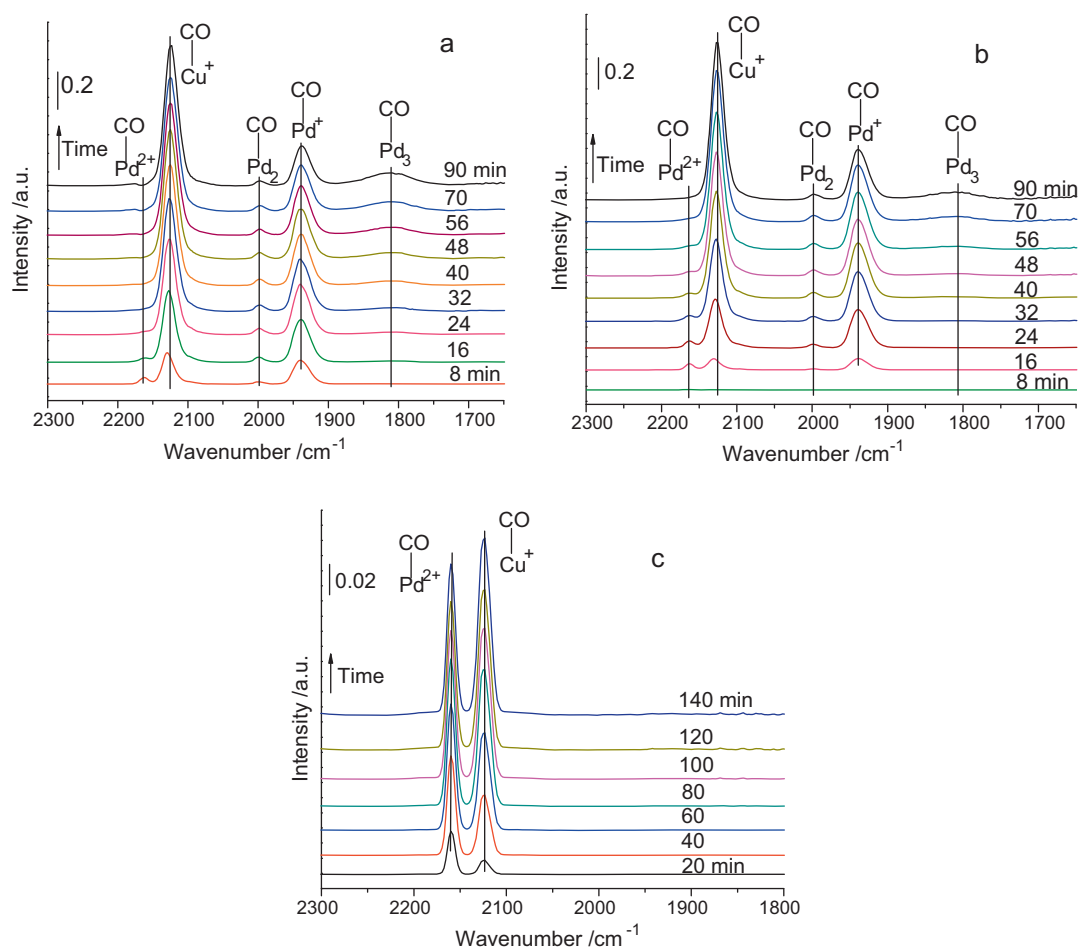 a
CO
Cu+
0.2
CO
Pd2+
CO
Pd2
CO
Pd+
CO
Pd3
Time
90 min
70
56
48
40
32
24
16
8 min
Intensity /a.u.
2300 2200 2100 2000 1900 1800 1700
Wavenumber /cm-1
b
CO
Cu+
0.2
CO
Pd2+
CO
Pd2
CO
Pd+
CO
Pd3
Time
90 min
70
56
48
40
32
24
16
8 min
Intensity /a.u.
2300 2200 2100 2000 1900 1800 1700
Wavenumber /cm-1
c
CO
Cu+
CO
Pd2+
0.02
Time
140 min
120
100
80
60
40
20 min
Intensity /a.u.
2300 2200 2100 2000 1900 1800
Wavenumber /cm-1